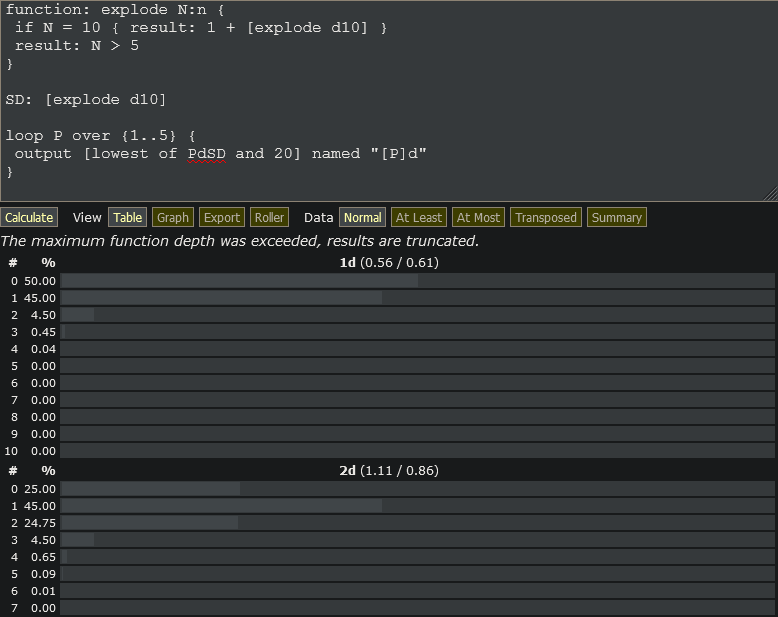 function: explode N:n {
 if N = 10 { result: 1 + [explode d10] }
 result: N > 5
}
SD: [explode d10]
loop P over {1..5} {
 output [lowest of PdSD and 20] named "[P]d"
}
Calculate View Table Graph Export Roller Data Normal At Least At Most Transposed Summary
The maximum function depth was exceeded, results are truncated.
# % 1d (0.56 / 0.61)
0 50.00
1 45.00
2 4.50
3 0.45
4 0.04
5 0.00
6 0.00
7 0.00
8 0.00
9 0.00
10 0.00
# % 2d (1.11 / 0.86)
0 25.00
1 45.00
2 24.75
3 4.50
4 0.65
5 0.09
6 0.01
7 0.00